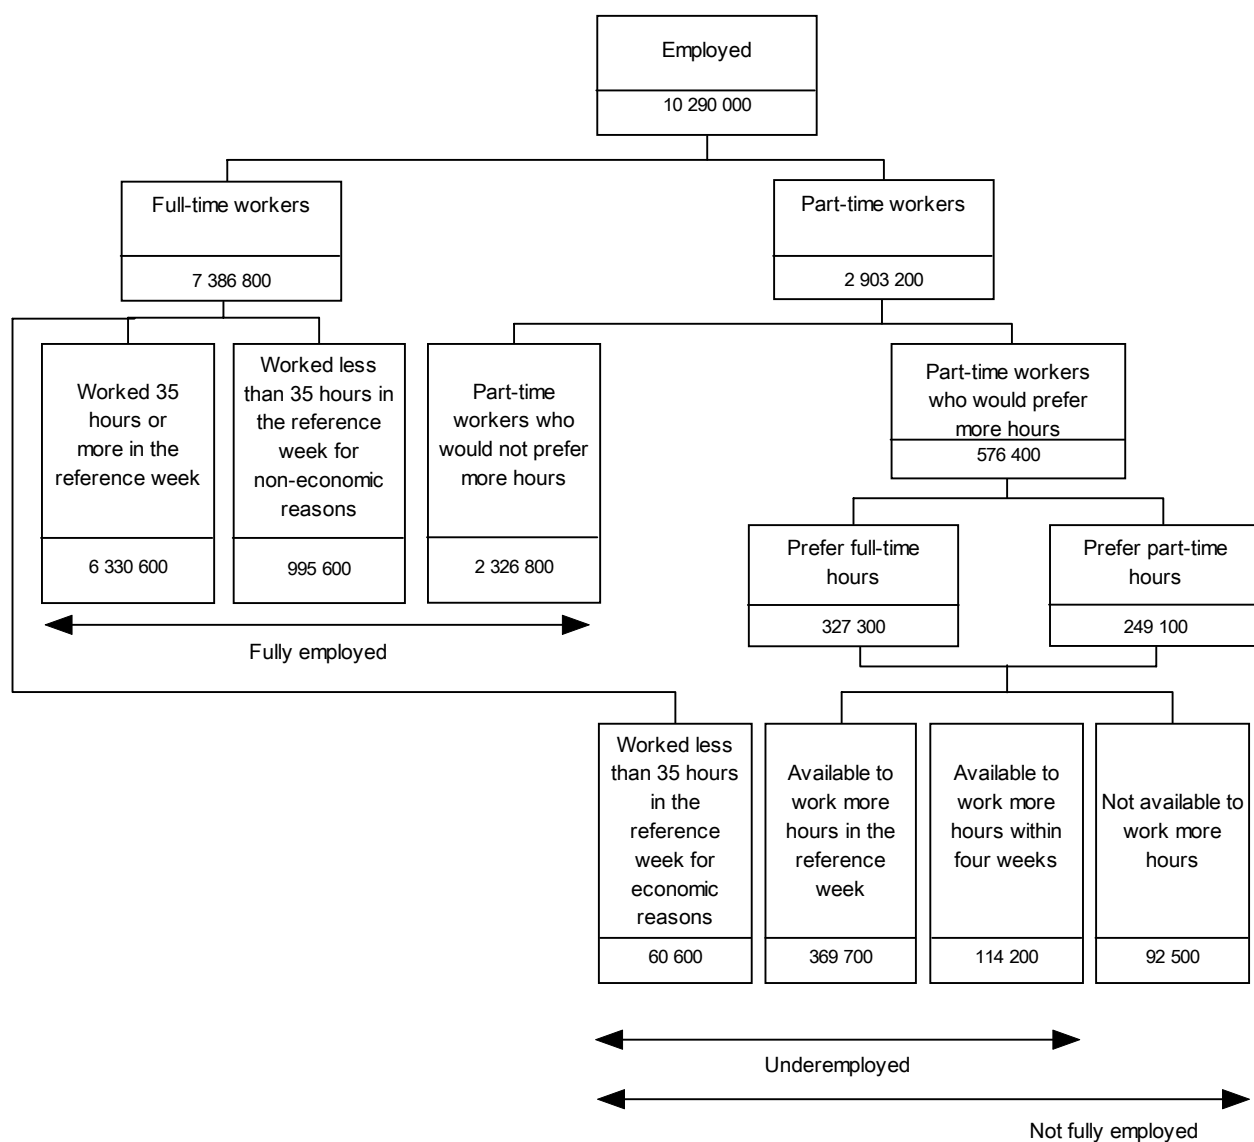 Employed
10 290 000
Full-time workers
7 386 800
Part-time workers
2 903 200
Worked 35
hours or
more in the
reference week
6 330 600
Worked less
than 35 hours in
the reference
week for
non-economic
reasons
995 600
Part-time
workers who
would not prefer
more hours
2 326 800
Part-time workers
who would prefer
more hours
576 400
Prefer full-time
hours
327 300
Prefer part-time
hours
249 100
Fully employed
Worked less
than 35 hours
in the
reference
week for
economic
reasons
60 600
Available to
work more
hours in the
reference
week
369 700
Available to
work more
hours within
four weeks
114 200
Not available to
work more
hours
92 500
Underemployed
Not fully employed